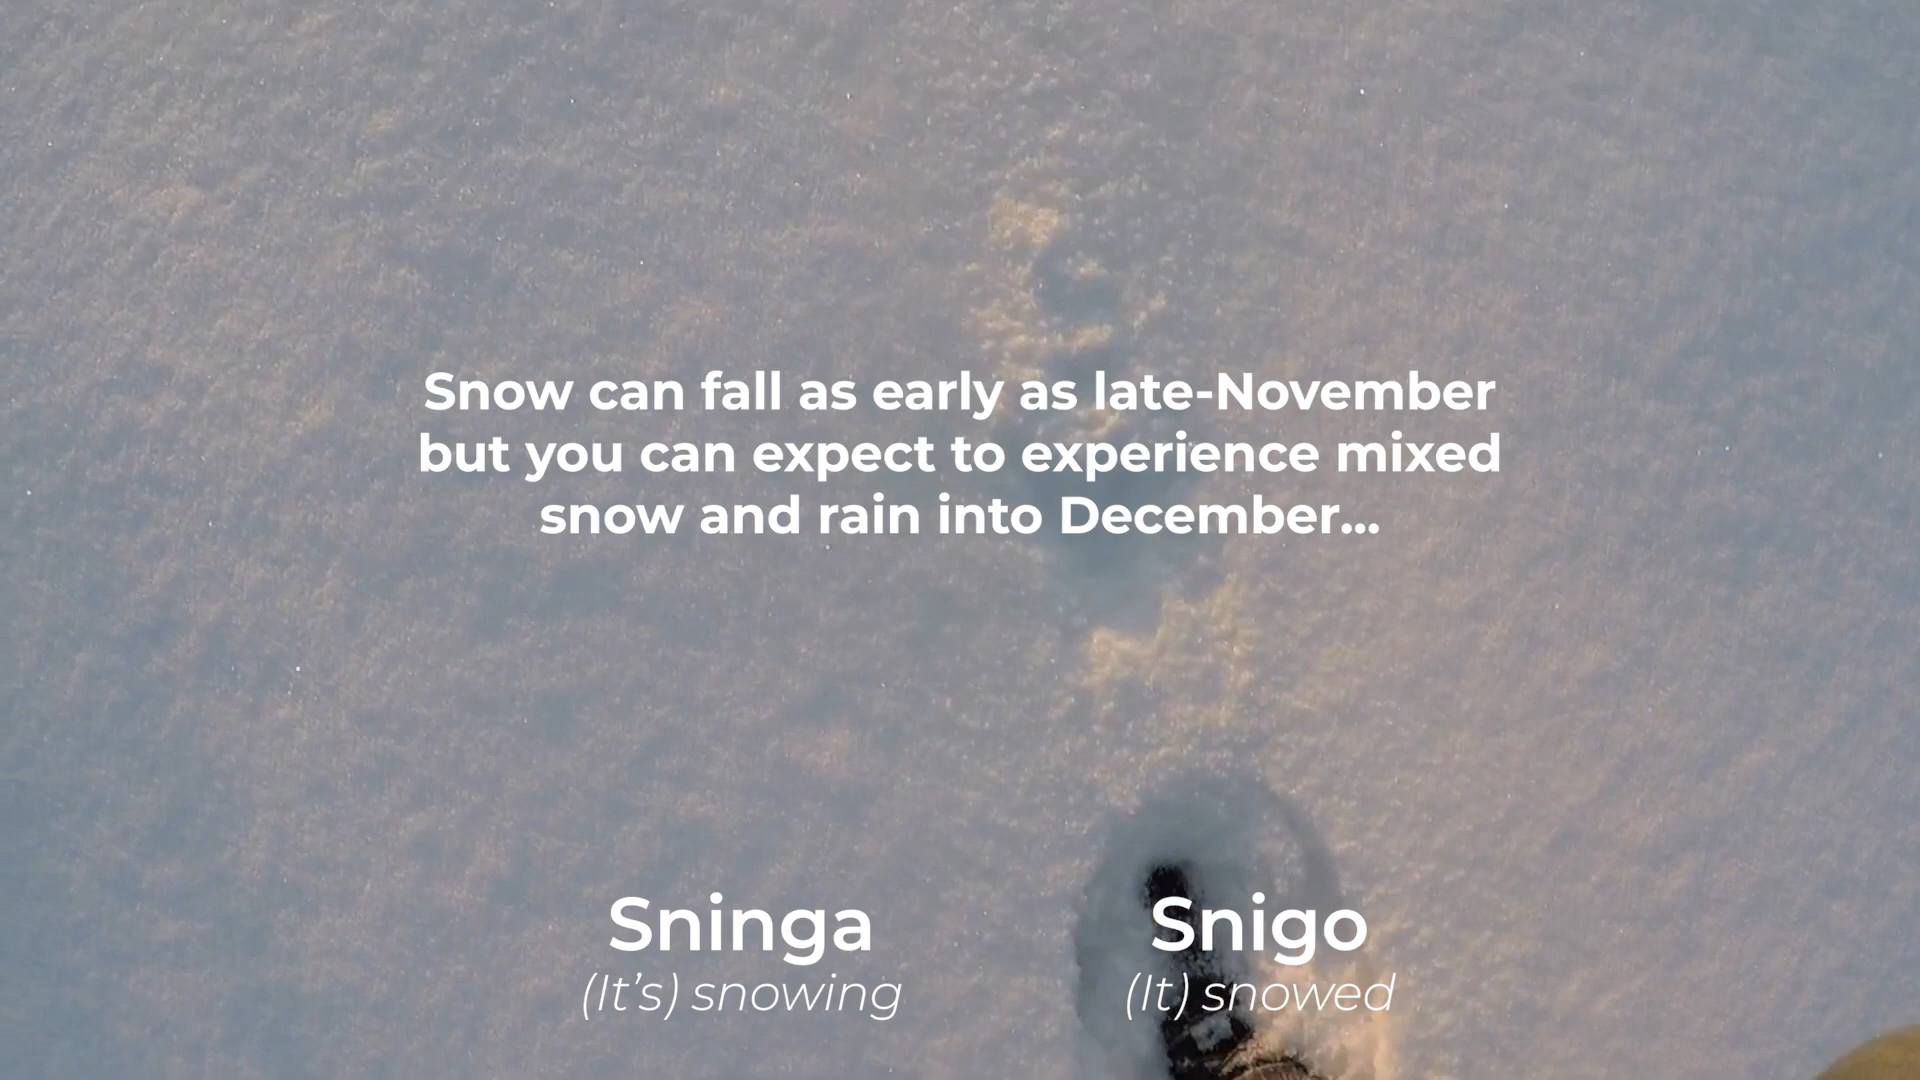 Snow can fall as early as late-November
but you can expect to experience mixed
snow and rain into December...
Sninga
(It's) snowing
Snigo
(It) snowed